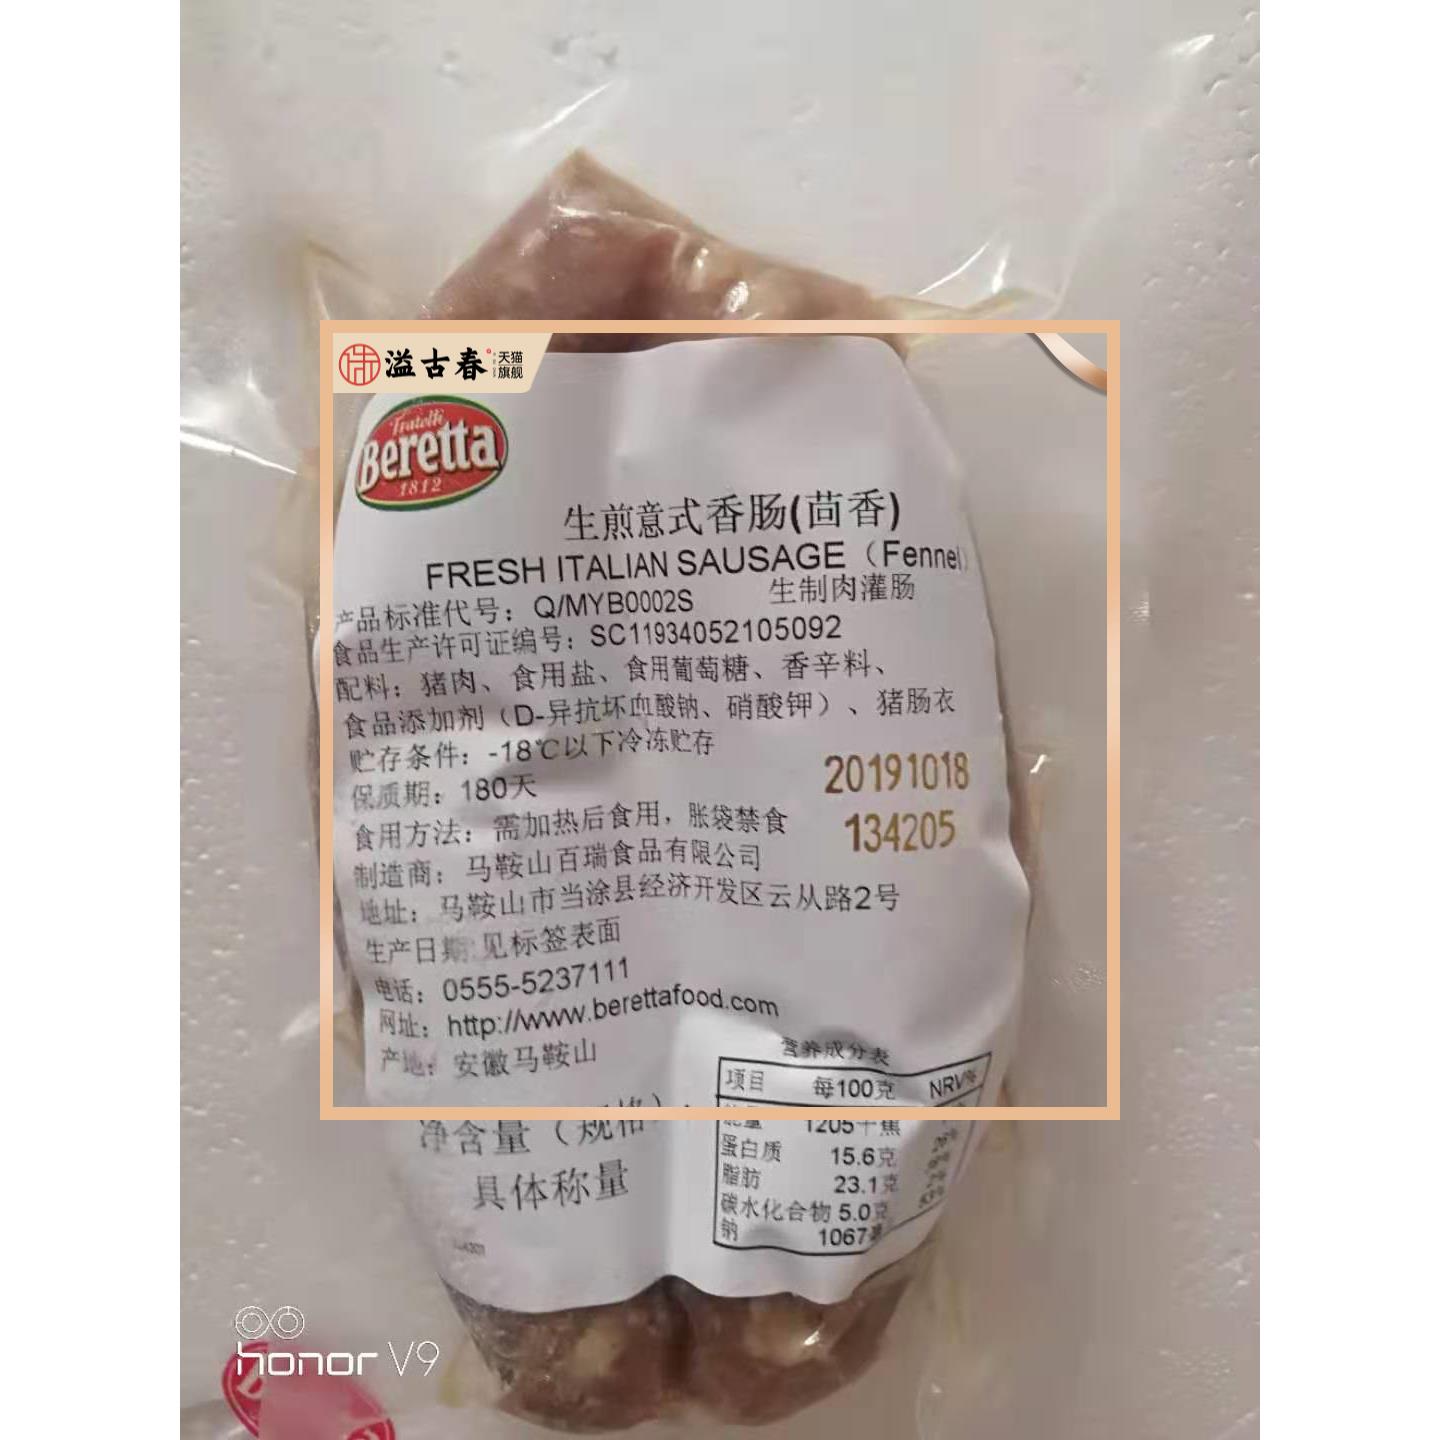 溢古春
天猫
旗舰
Fratelli
Beretta
1812
生煎意式香肠(茴香)
FRESH ITALIAN SAUSAGE（Fennel）
生制肉灌肠
产品标准代号：Q/MYB0002S
食品生产许可证编号：SC11934052105092
配料：猪肉、食用盐、食用葡萄糖、香辛料、
食品添加剂（D-异抗坏血酸钠、硝酸钾）、猪肠衣
贮存条件：-18℃以下冷冻贮存
保质期：180天
20191018
134205
食用方法：需加热后食用，胀袋禁食
制造商：马鞍山百瑞食品有限公司
地址：马鞍山市当涂县经济开发区云从路2号
生产日期:见标签表面
电话：0555-5237111
网址：http://www.berettafood.com
产地：安徽马鞍山
净含量（规格）
具体称量
营养成分表
项目 每100克 NRV%
能量 1205千焦
蛋白质 15.6克
脂肪 23.1克
碳水化合物 5.0克
钠 1067毫
honor V9